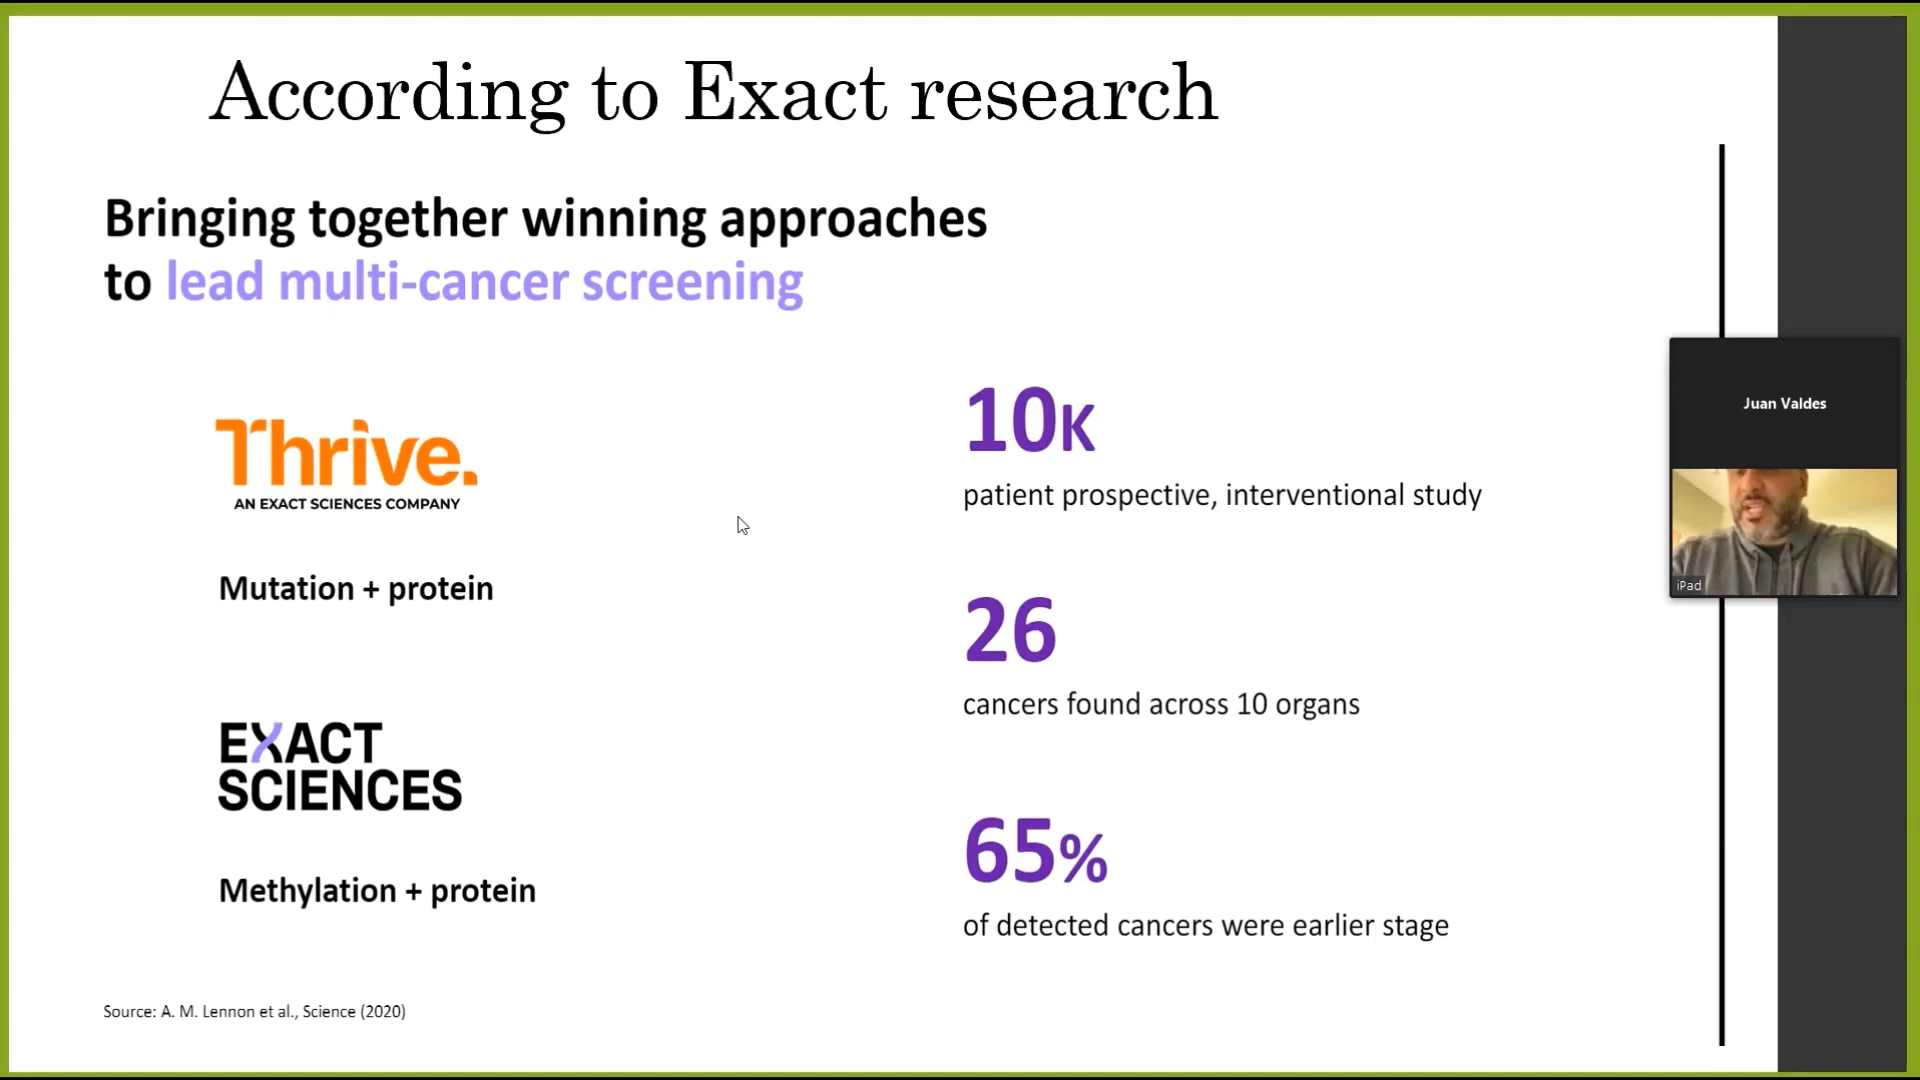 According to Exact research
Bringing together winning approaches
to lead multi-cancer screening
Thrive.
AN EXACT SCIENCES COMPANY
Mutation + protein
EXACT
SCIENCES
Methylation + protein
10K
patient prospective, interventional study
26
cancers found across 10 organs
65%
of detected cancers were earlier stage
Source: A. M. Lennon et al., Science (2020)
Juan Valdes
iPad